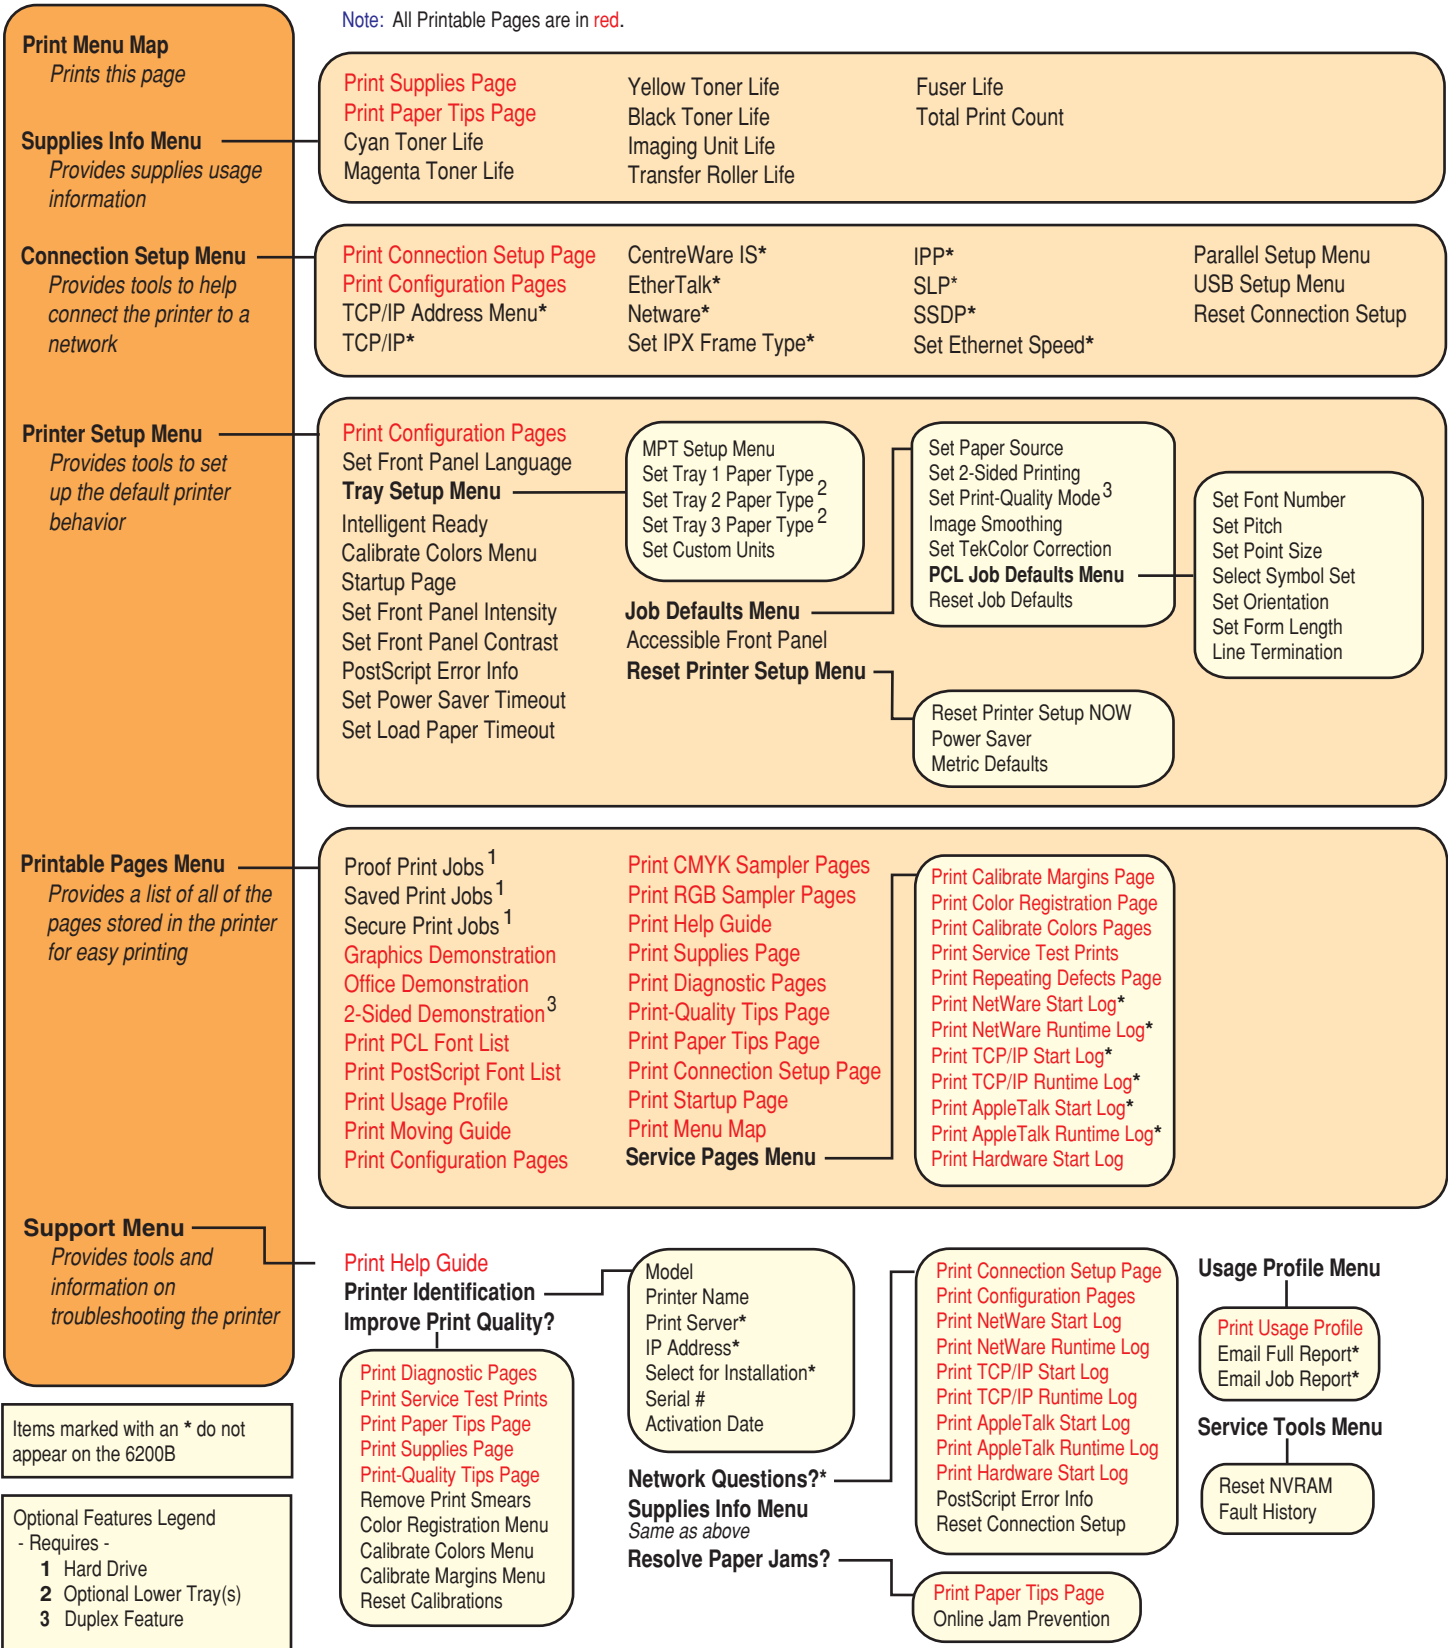 Note: All Printable Pages are in red.
Print Menu Map
Prints this page
Supplies Info Menu
Provides supplies usage
information
Print Supplies Page
Print Paper Tips Page
Cyan Toner Life
Magenta Toner Life
Yellow Toner Life
Black Toner Life
Imaging Unit Life
Transfer Roller Life
Fuser Life
Total Print Count
Connection Setup Menu
Provides tools to help
connect the printer to a
network
Print Connection Setup Page
Print Configuration Pages
TCP/IP Address Menu*
TCP/IP*
CentreWare IS*
EtherTalk*
Netware*
Set IPX Frame Type*
IPP*
SLP*
SSDP*
Set Ethernet Speed*
Parallel Setup Menu
USB Setup Menu
Reset Connection Setup
Printer Setup Menu
Provides tools to set
up the default printer
behavior
Print Configuration Pages
Set Front Panel Language
Tray Setup Menu
Intelligent Ready
Calibrate Colors Menu
Startup Page
Set Front Panel Intensity
Set Front Panel Contrast
PostScript Error Info
Set Power Saver Timeout
Set Load Paper Timeout
MPT Setup Menu
Set Tray 1 Paper Type
Set Tray 2 Paper Type 2
Set Tray 3 Paper Type 2
Set Custom Units
Job Defaults Menu
Accessible Front Panel
Reset Printer Setup Menu
Set Paper Source
Set 2-Sided Printing
Set Print-Quality Mode 3
Image Smoothing
Set TekColor Correction
PCL Job Defaults Menu
Reset Job Defaults
Set Font Number
Set Pitch
Set Point Size
Select Symbol Set
Set Orientation
Set Form Length
Line Termination
Reset Printer Setup NOW
Power Saver
Metric Defaults
Printable Pages Menu
Provides a list of all of the
pages stored in the printer
for easy printing
Proof Print Jobs 1
Saved Print Jobs 1
Secure Print Jobs 1
Graphics Demonstration
Office Demonstration
2-Sided Demonstration 3
Print PCL Font List
Print PostScript Font List
Print Usage Profile
Print Moving Guide
Print Configuration Pages
Print CMYK Sampler Pages
Print RGB Sampler Pages
Print Help Guide
Print Supplies Page
Print Diagnostic Pages
Print-Quality Tips Page
Print Paper Tips Page
Print Connection Setup Page
Print Startup Page
Print Menu Map
Service Pages Menu
Print Calibrate Margins Page
Print Color Registration Page
Print Calibrate Colors Pages
Print Service Test Prints
Print Repeating Defects Page
Print NetWare Start Log*
Print NetWare Runtime Log*
Print TCP/IP Start Log*
Print TCP/IP Runtime Log*
Print AppleTalk Start Log*
Print AppleTalk Runtime Log*
Print Hardware Start Log
Support Menu
Provides tools and
information on
troubleshooting the printer
Print Help Guide
Printer Identification
Improve Print Quality?
Print Diagnostic Pages
Print Service Test Prints
Print Paper Tips Page
Print Supplies Page
Print-Quality Tips Page
Remove Print Smears
Color Registration Menu
Calibrate Colors Menu
Calibrate Margins Menu
Reset Calibrations
Model
Printer Name
Print Server*
IP Address*
Select for Installation*
Serial #
Activation Date
Network Questions?*
Supplies Info Menu
Same as above
Resolve Paper Jams?
Print Connection Setup Page
Print Configuration Pages
Print NetWare Start Log
Print NetWare Runtime Log
Print TCP/IP Start Log
Print TCP/IP Runtime Log
Print AppleTalk Start Log
Print AppleTalk Runtime Log
Print Hardware Start Log
PostScript Error Info
Reset Connection Setup
Print Paper Tips Page
Online Jam Prevention
Usage Profile Menu
Print Usage Profile
Email Full Report*
Email Job Report*
Service Tools Menu
Reset NVRAM
Fault History
Items marked with an * do not
appear on the 6200B
Optional Features Legend
- Requires -
1 Hard Drive
2 Optional Lower Tray(s)
3 Duplex Feature